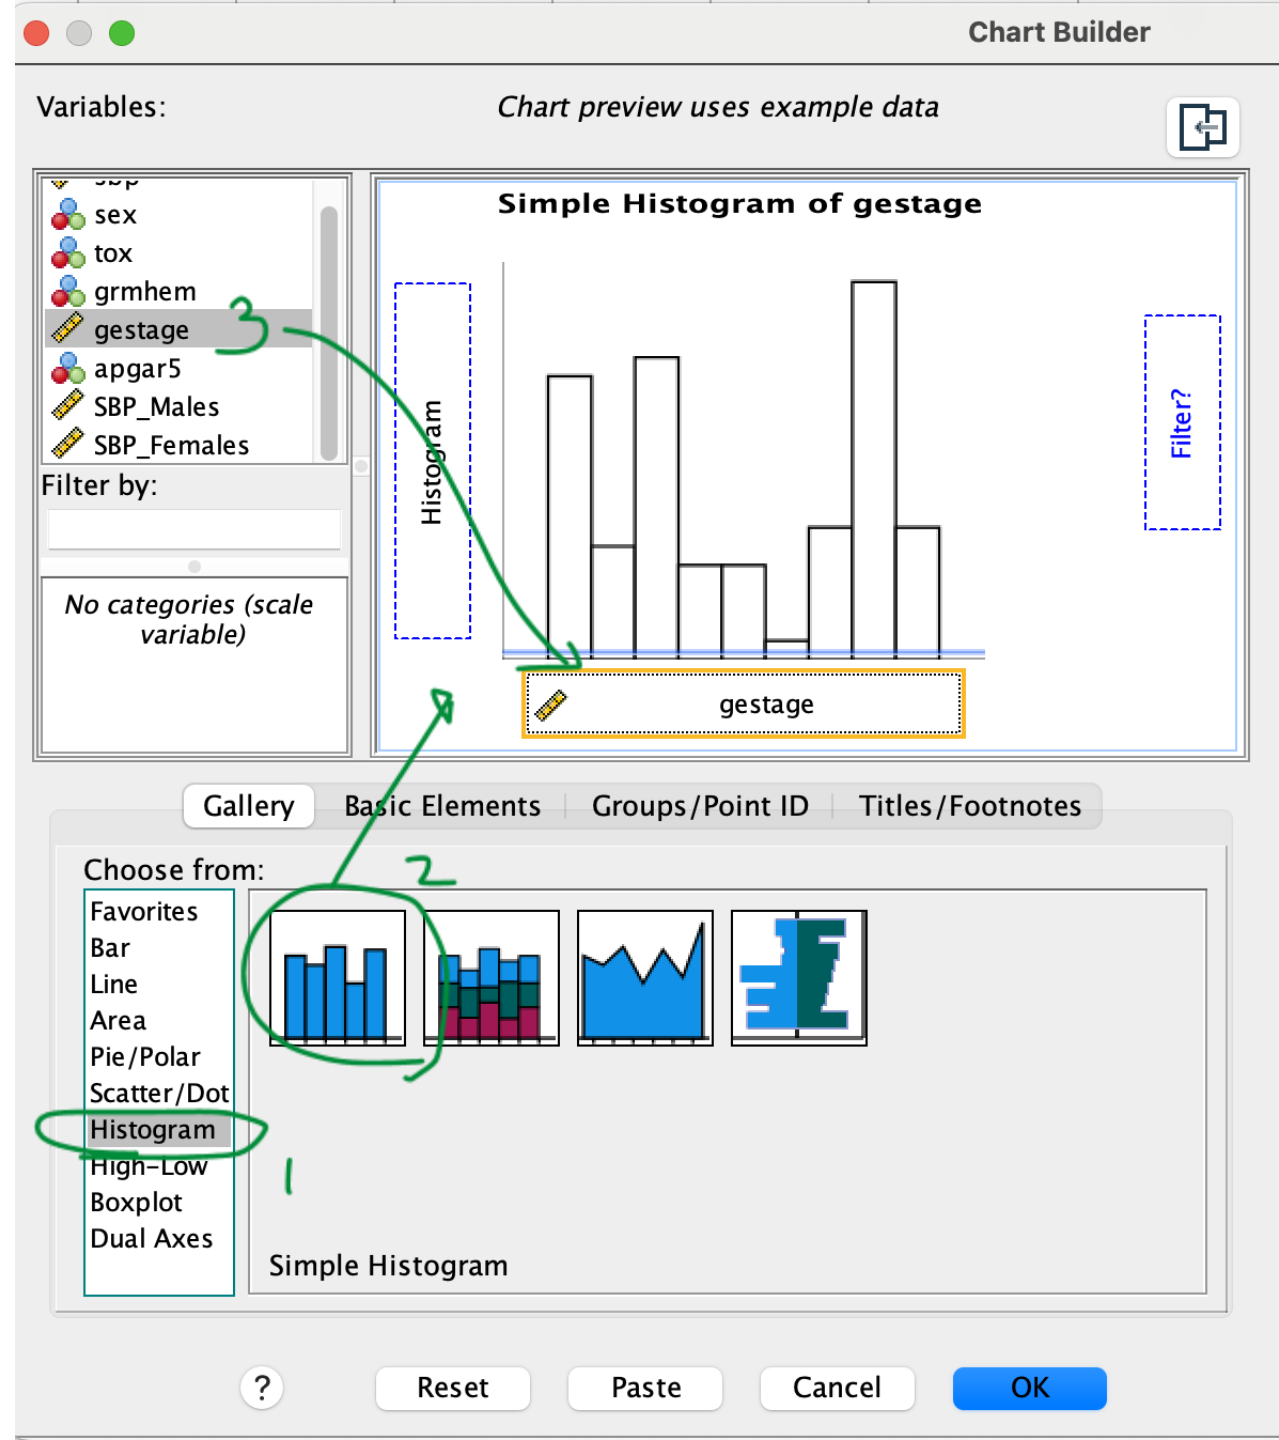 Chart Builder
Variables:
Chart preview uses example data
sbp
sex
tox
grmhem
gestage
apgar5
SBP_Males
SBP_Females
3
Filter by:
No categories (scale
variable)
Simple Histogram of gestage
Histogram
Filter?
gestage
Gallery
Basic Elements
Groups/Point ID
Titles/Footnotes
Choose from:
2
Favorites
Bar
Line
Area
Pie/Polar
Scatter/Dot
Histogram
High-Low
Boxplot
Dual Axes
1
Simple Histogram
?
Reset
Paste
Cancel
OK